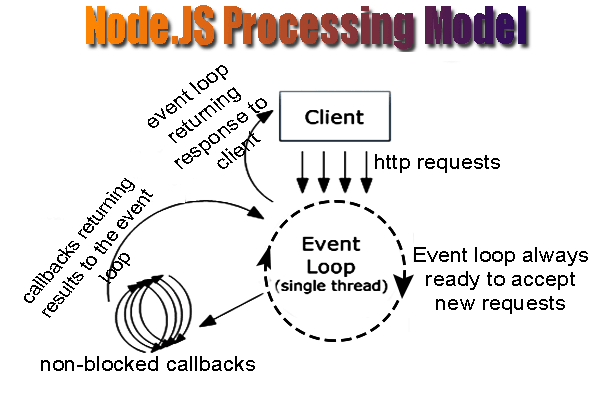 Node.JS Processing Model
event loop
returning
response to
client
Client
http requests
callbacks returning
results to the event
loop
Event
Loop
(single thread)
Event loop always
ready to accept
new requests
non-blocked callbacks